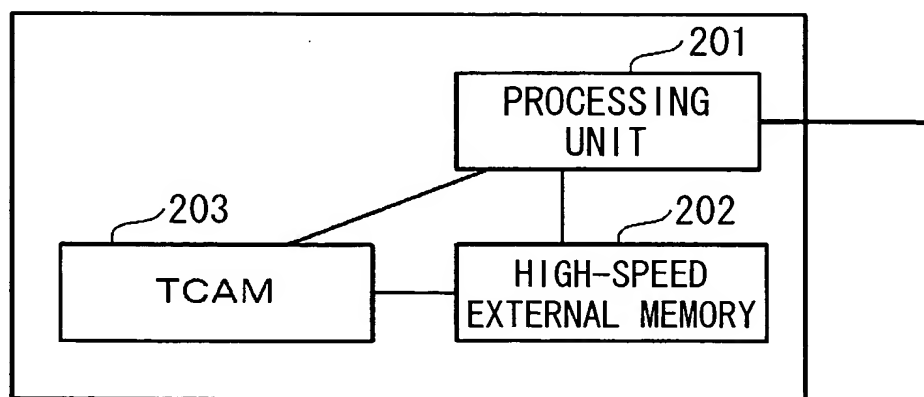 201
PROCESSING
UNIT
203
202
TCAM
HIGH-SPEED
EXTERNAL MEMORY